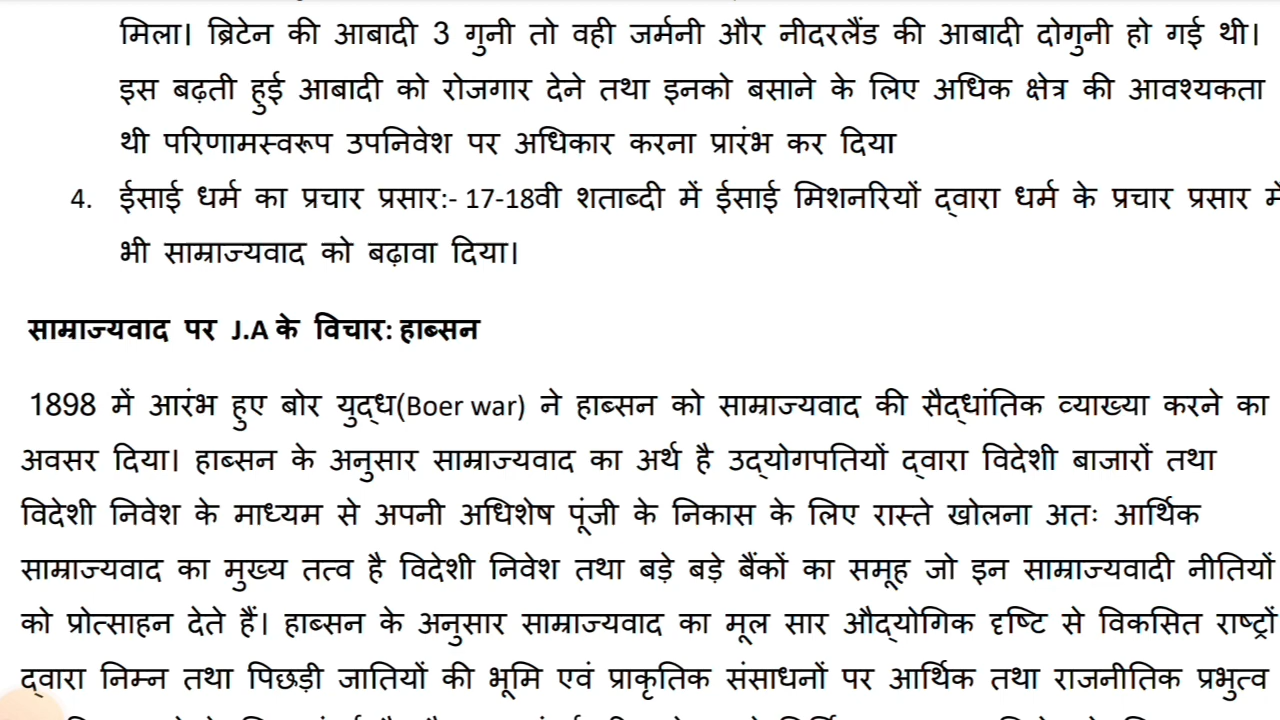 मिला। ब्रिटेन की आबादी 3 गुनी तो वही जर्मनी और नीदरलैंड की आबादी दोगुनी हो गई थी।
इस बढ़ती हुई आबादी को रोजगार देने तथा इनको बसाने के लिए अधिक क्षेत्र की आवश्यकता
थी परिणामस्वरूप उपनिवेश पर अधिकार करना प्रारंभ कर दिया
4. ईसाई धर्म का प्रचार प्रसार:- 17-18वी शताब्दी में ईसाई मिशनरियों द्वारा धर्म के प्रचार प्रसार में
भी साम्राज्यवाद को बढ़ावा दिया।
साम्राज्यवाद पर J.A के विचार: हाब्सन
1898 में आरंभ हुए बोर युद्ध(Boer war) ने हाब्सन को साम्राज्यवाद की सैद्धांतिक व्याख्या करने का
अवसर दिया। हाब्सन के अनुसार साम्राज्यवाद का अर्थ है उद्योगपतियों द्वारा विदेशी बाजारों तथा
विदेशी निवेश के माध्यम से अपनी अधिशेष पूंजी के निकास के लिए रास्ते खोलना अतः आर्थिक
साम्राज्यवाद का मुख्य तत्व है विदेशी निवेश तथा बड़े बड़े बैंकों का समूह जो इन साम्राज्यवादी नीतियों
को प्रोत्साहन देते हैं। हाब्सन के अनुसार साम्राज्यवाद का मूल सार औद्योगिक दृष्टि से विकसित राष्ट्रों
द्वारा निम्न तथा पिछड़ी जातियों की भूमि एवं प्राकृतिक संसाधनों पर आर्थिक तथा राजनीतिक प्रभुत्व